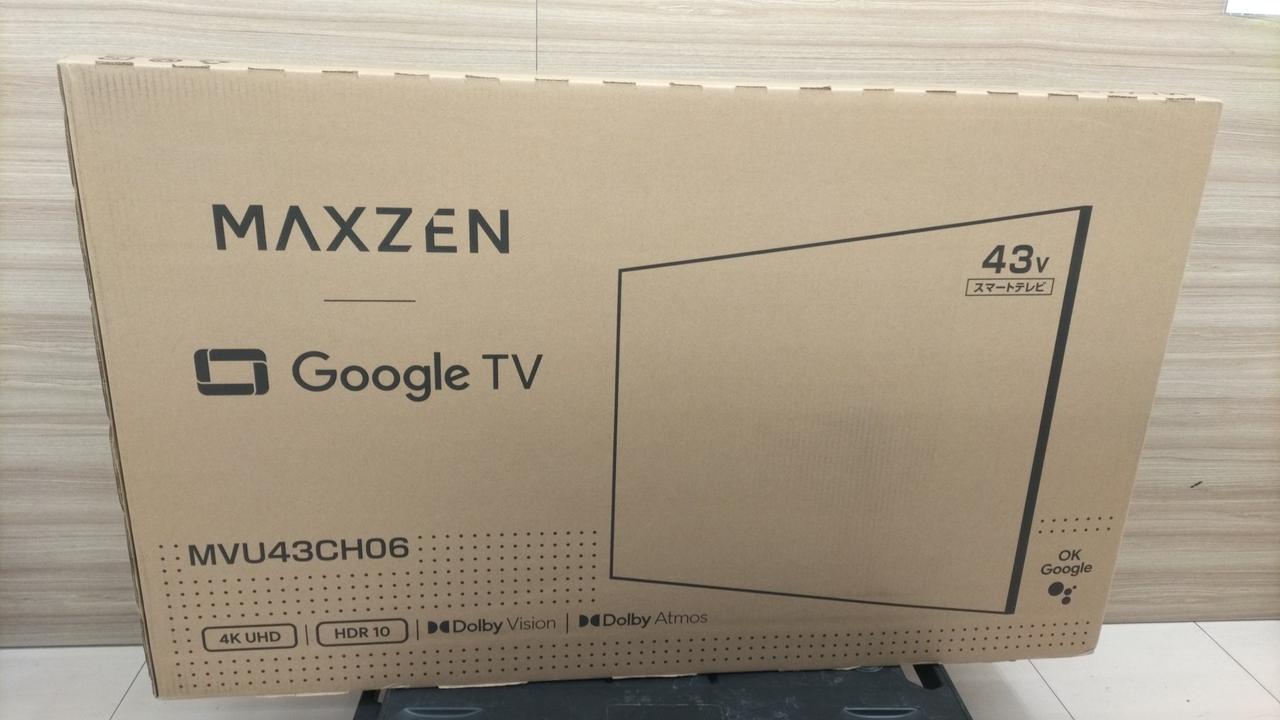 MAXZEN
Google TV
43V
スマートテレビ
MVU43CH06
OK
Google
4K UHD
HDR 10
Dolby Vision
Dolby Atmos